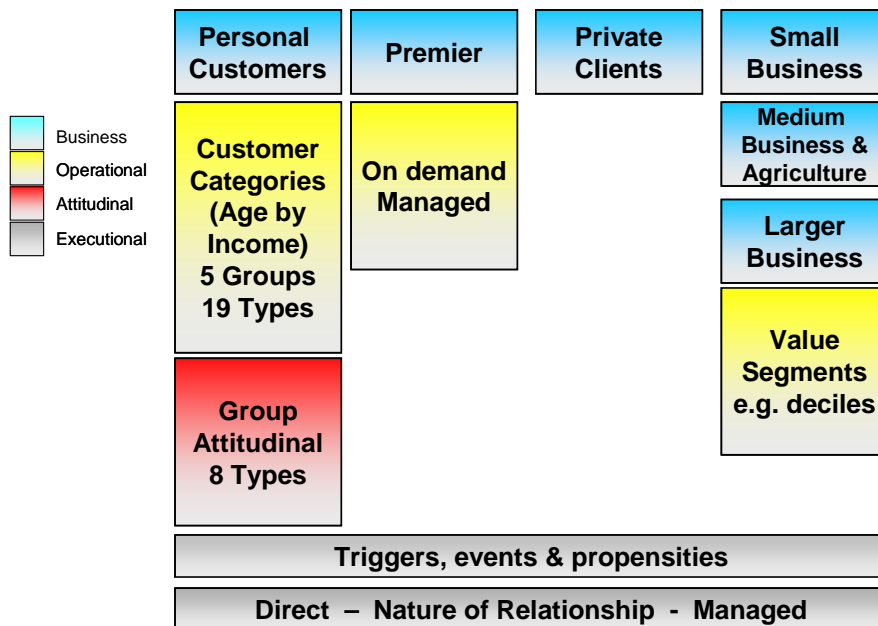 Personal
Customers
Premier
Private
Clients
Small
Business
Business
Operational
Attitudinal
Executional
Customer
Categories
(Age by
Income)
5 Groups
19 Types
On demand
Managed
Medium
Business &
Agriculture
Larger
Business
Value
Segments
e.g. deciles
Group
Attitudinal
8 Types
Triggers, events & propensities
Direct – Nature of Relationship - Managed